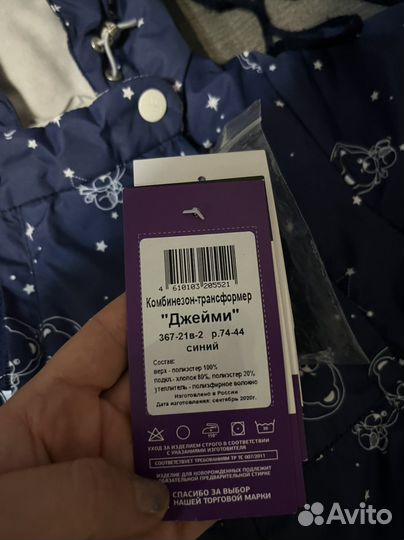 4 610103 205521
Комбинезон-трансформер
"Джейми"
367-21в-2 р.74-44
синий
Состав:
верх - полиэстер 100%
подкл.- хлопок 80%, полиэстер 20%
утеплитель - полиэфирное волокно
Изготовлено в России
Дата изготовления: сентябрь 2020г.
УХОД ЗА ИЗДЕЛИЕМ СТРОГО В СООТВЕТСТВИИ
С УКАЗАНИЯМИ ИЗГОТОВИТЕЛЯ
СООТВЕТСТВУЕТ ТРЕБОВАНИЯМ ТР ТС 007/2011
ИЗДЕЛИЕ ДЛЯ НОВОРОЖДЕННЫХ ПОДЛЕЖИТ
ОБЯЗАТЕЛЬНОЙ ПРЕДВАРИТЕЛЬНОЙ СТИРКЕ
СПАСИБО ЗА ВЫБОР
НАШЕЙ ТОРГОВОЙ МАРКИ
Avito